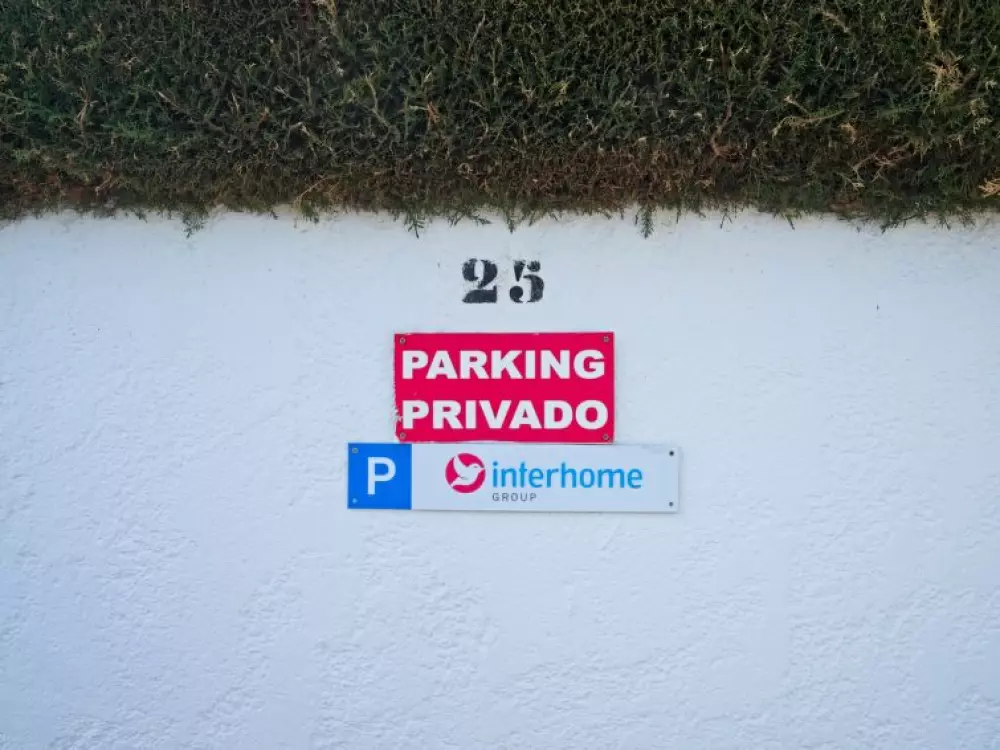 25
PARKING
PRIVADO
P interhome
GROUP